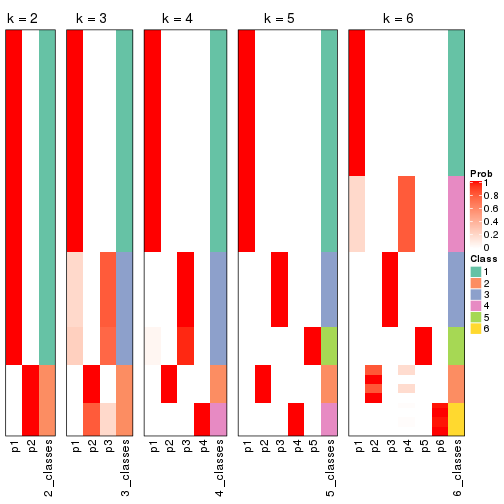 k = 2
k = 3
k = 4
k = 5
k = 6
Prob
1
0.8
0.6
0.4
0.2
0
Class
1
2
3
4
5
6
p1
p2
2_classes
p1
p2
p3
3_classes
p1
p2
p3
p4
4_classes
p1
p2
p3
p4
p5
5_classes
p1
p2
p3
p4
p5
p6
6_classes